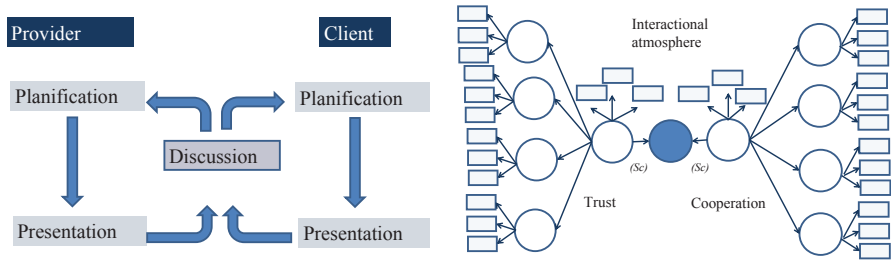 Provider
Client
Planification
Planification
Discussion
Presentation
Presentation
Interactional
atmosphere
(Sc)
(Sc)
Trust
Cooperation